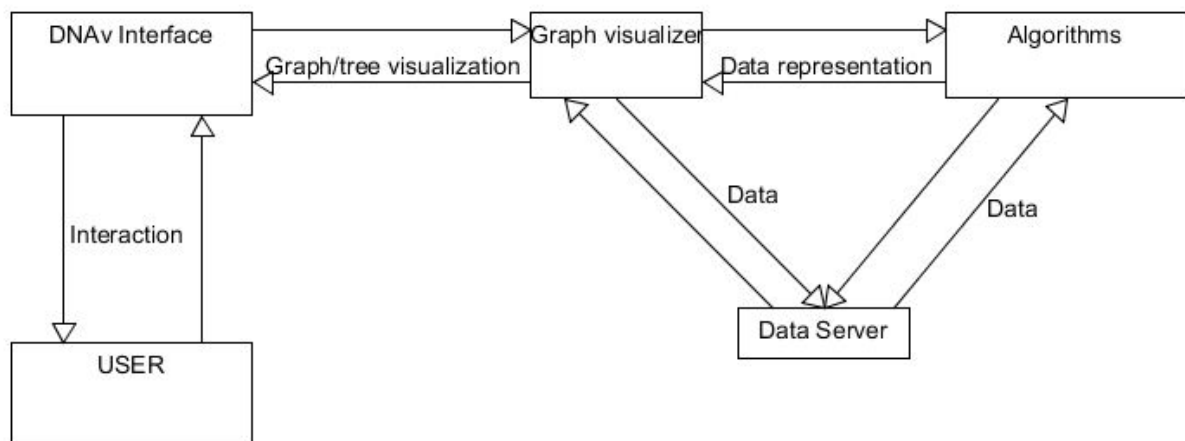 DNAv Interface
Graph visualizer
Algorithms
Graph/tree visualization
Data representation
Data
Data
Interaction
Data Server
USER